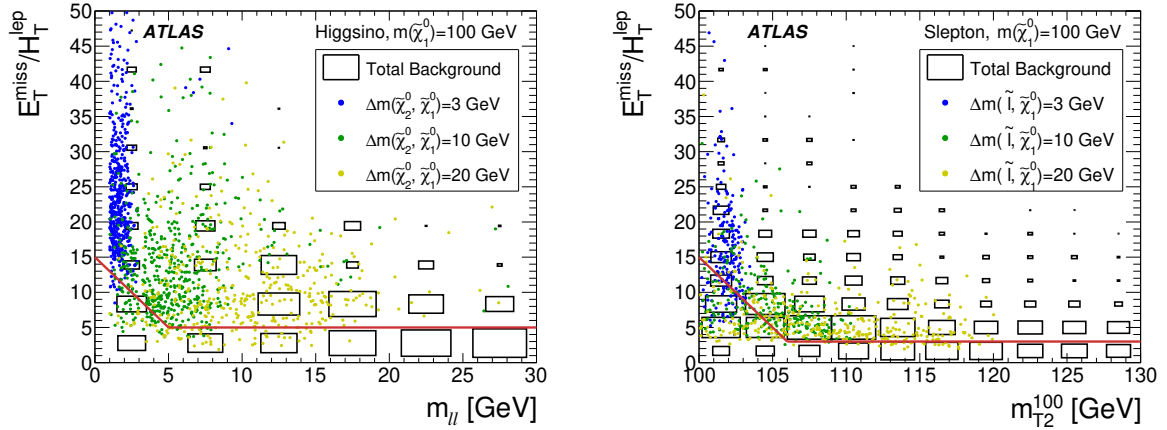 ATLAS
Higgsino, m(χ̃₁⁰)=100 GeV
Total Background
Δm(χ̃₂⁰, χ̃₁⁰)=3 GeV
Δm(χ̃₂⁰, χ̃₁⁰)=10 GeV
Δm(χ̃₂⁰, χ̃₁⁰)=20 GeV
E_T^miss/H_T^lep
50
45
40
35
30
25
20
15
10
5
0
0 5 10 15 20 25 30
m_ll [GeV]
ATLAS
Slepton, m(χ̃₁⁰)=100 GeV
Total Background
Δm(l̃, χ̃₁⁰)=3 GeV
Δm(l̃, χ̃₁⁰)=10 GeV
Δm(l̃, χ̃₁⁰)=20 GeV
E_T^miss/H_T^lep
50
45
40
35
30
25
20
15
10
5
0
100 105 110 115 120 125 130
m_T2^100 [GeV]